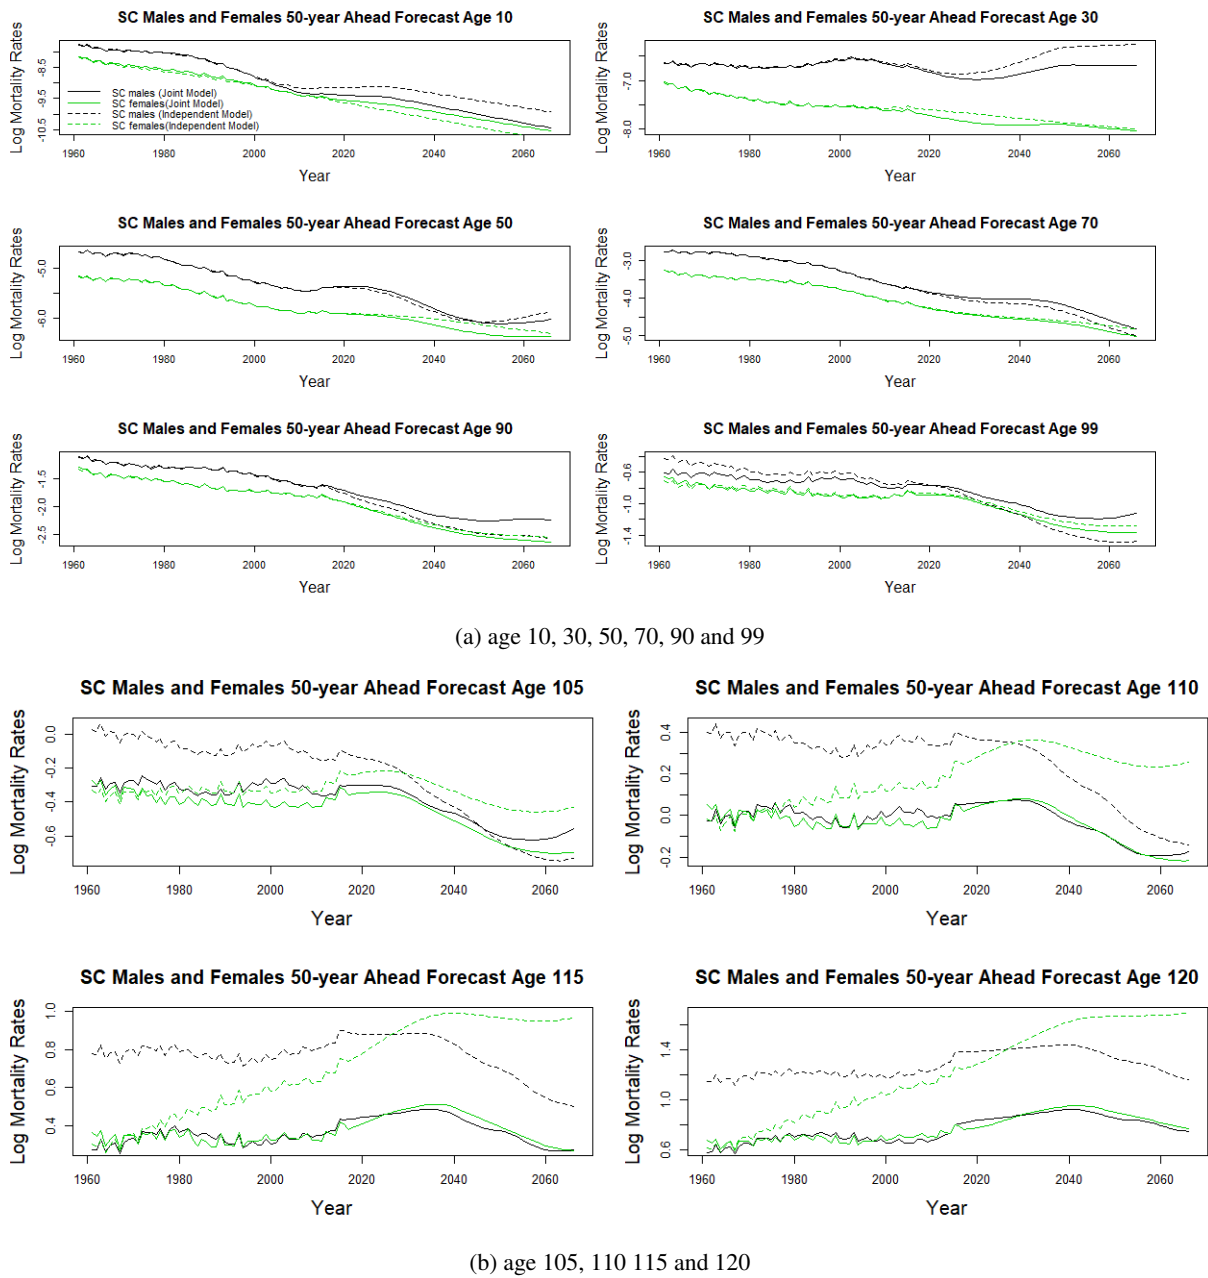 SC Males and Females 50-year Ahead Forecast Age 10
Log Mortality Rates
-8.5
-9.5
-10.5
SC males (Joint Model)
SC females(Joint Model)
SC males (Independent Model)
SC females(Independent Model)
1960 1980 2000 2020 2040 2060
Year
SC Males and Females 50-year Ahead Forecast Age 30
Log Mortality Rates
-7.0
-8.0
1960 1980 2000 2020 2040 2060
Year
SC Males and Females 50-year Ahead Forecast Age 50
Log Mortality Rates
-5.0
-6.0
1960 1980 2000 2020 2040 2060
Year
SC Males and Females 50-year Ahead Forecast Age 70
Log Mortality Rates
-3.0
-4.0
-5.0
1960 1980 2000 2020 2040 2060
Year
SC Males and Females 50-year Ahead Forecast Age 90
Log Mortality Rates
-1.5
-2.0
-2.5
1960 1980 2000 2020 2040 2060
Year
SC Males and Females 50-year Ahead Forecast Age 99
Log Mortality Rates
-0.6
-1.0
-1.4
1960 1980 2000 2020 2040 2060
Year
(a) age 10, 30, 50, 70, 90 and 99
SC Males and Females 50-year Ahead Forecast Age 105
Log Mortality Rates
0.0
-0.2
-0.4
-0.6
1960 1980 2000 2020 2040 2060
Year
SC Males and Females 50-year Ahead Forecast Age 110
Log Mortality Rates
0.4
0.2
0.0
-0.2
1960 1980 2000 2020 2040 2060
Year
SC Males and Females 50-year Ahead Forecast Age 115
Log Mortality Rates
1.0
0.8
0.6
0.4
1960 1980 2000 2020 2040 2060
Year
SC Males and Females 50-year Ahead Forecast Age 120
Log Mortality Rates
1.4
1.0
0.6
1960 1980 2000 2020 2040 2060
Year
(b) age 105, 110 115 and 120